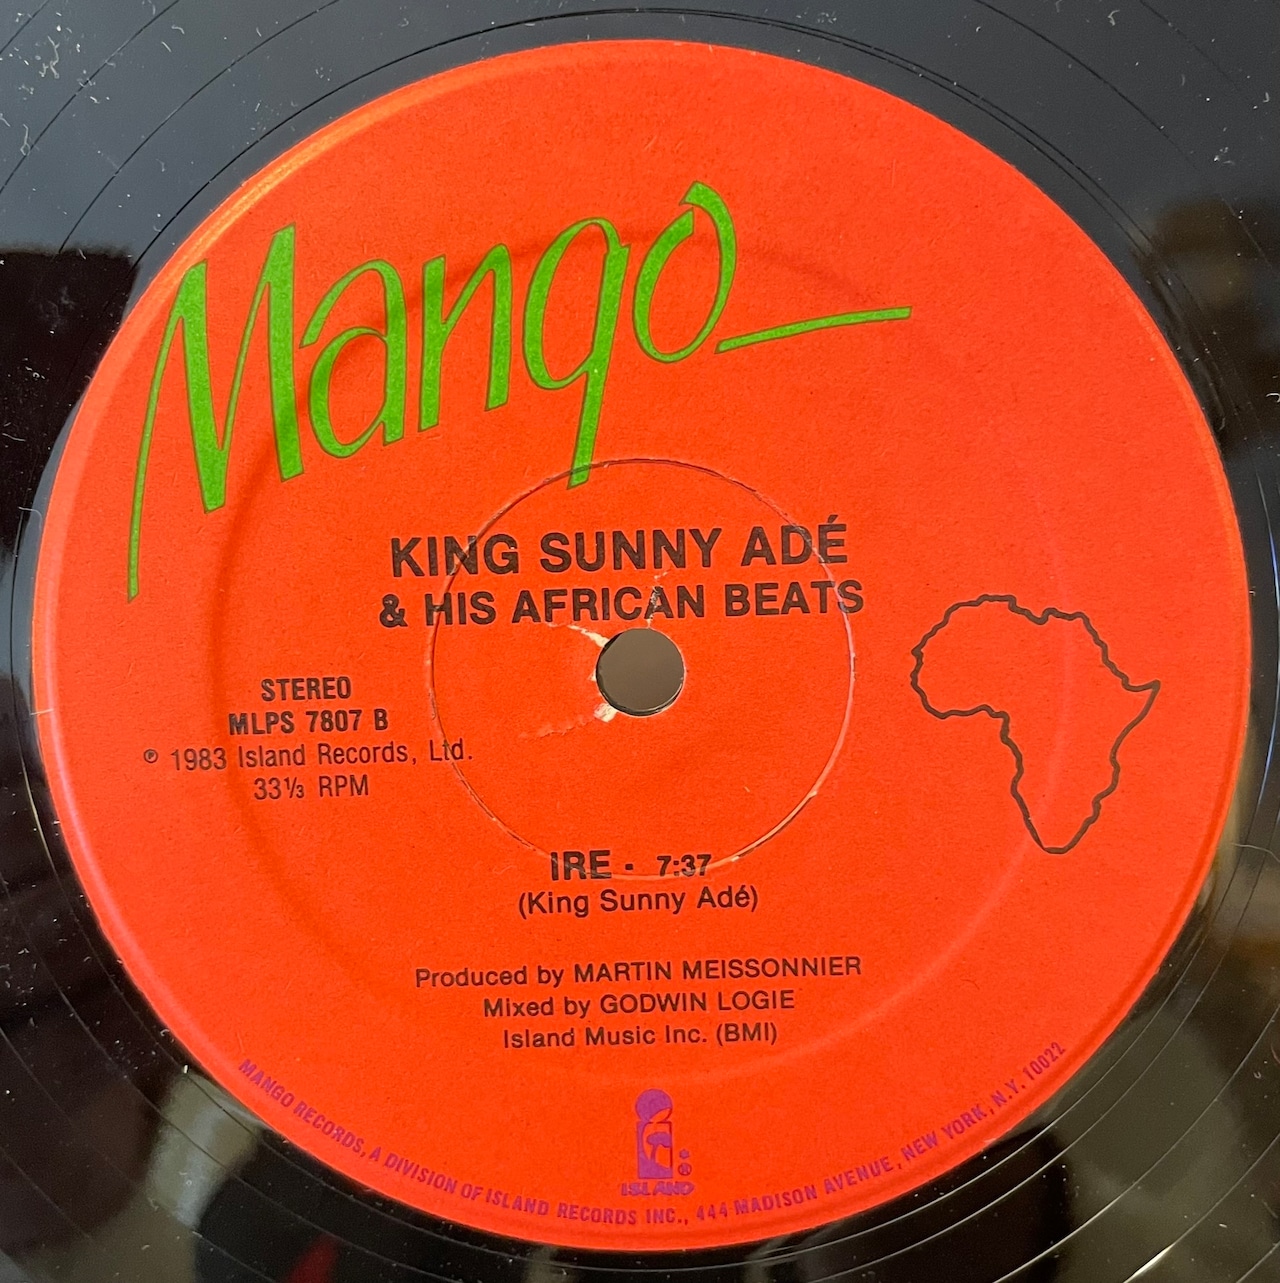 Mango
KING SUNNY ADÉ
& HIS AFRICAN BEATS
STEREO
MLPS 7807 B
℗ 1983 Island Records, Ltd.
33⅓ RPM
IRE - 7:37
(King Sunny Adé)
Produced by MARTIN MEISSONNIER
Mixed by GODWIN LOGIE
Island Music Inc. (BMI)
®
ISLAND
MANGO RECORDS, A DIVISION OF ISLAND RECORDS INC., 444 MADISON AVENUE, NEW YORK, N.Y. 10022